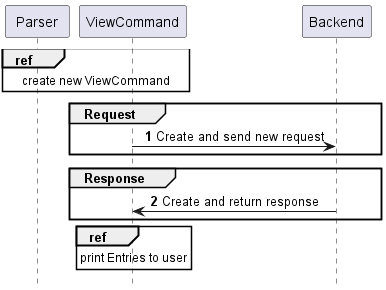 Parser ViewCommand Backend
ref
create new ViewCommand
Request
1 Create and send new request
Response
2 Create and return response
ref
print Entries to user